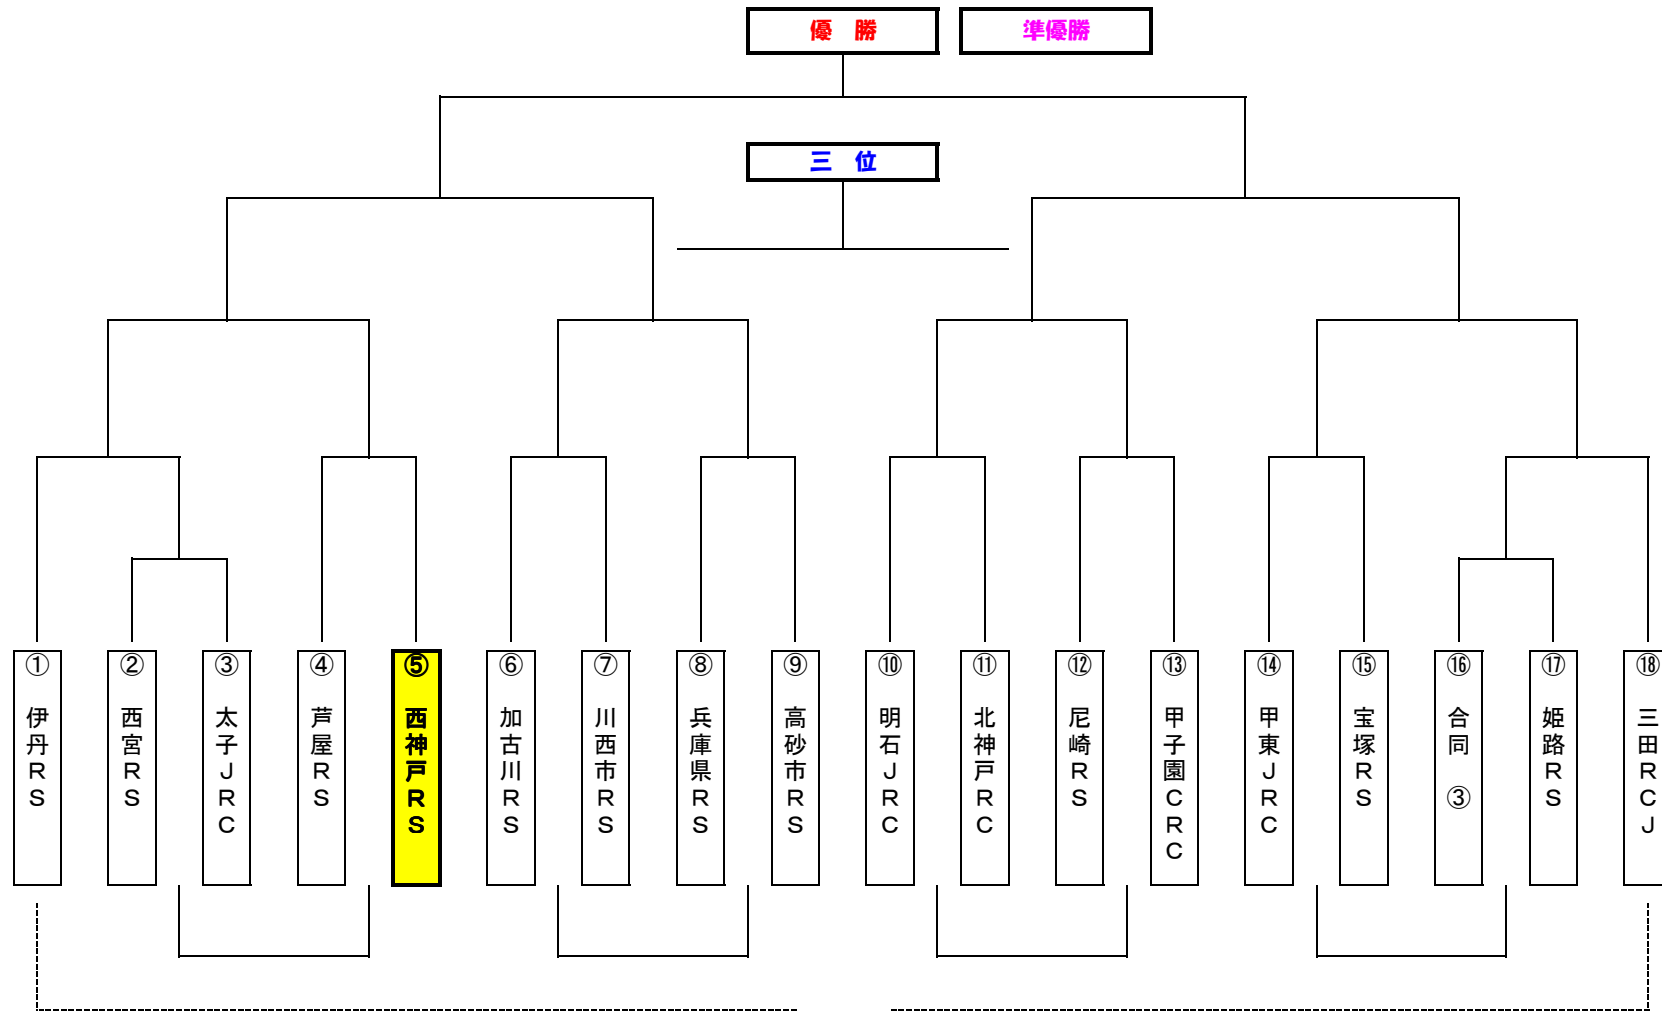 優　勝
準優勝
三　位
① 伊丹ＲＳ
② 西宮ＲＳ
③ 太子ＪＲＣ
④ 芦屋ＲＳ
⑤ 西神戸ＲＳ
⑥ 加古川ＲＳ
⑦ 川西市ＲＳ
⑧ 兵庫県ＲＳ
⑨ 高砂市ＲＳ
⑩ 明石ＪＲＣ
⑪ 北神戸ＲＣ
⑫ 尼崎ＲＳ
⑬ 甲子園ＣＲＣ
⑭ 甲東ＪＲＣ
⑮ 宝塚ＲＳ
⑯ 合同　③
⑰ 姫路ＲＳ
⑱ 三田ＲＣＪ